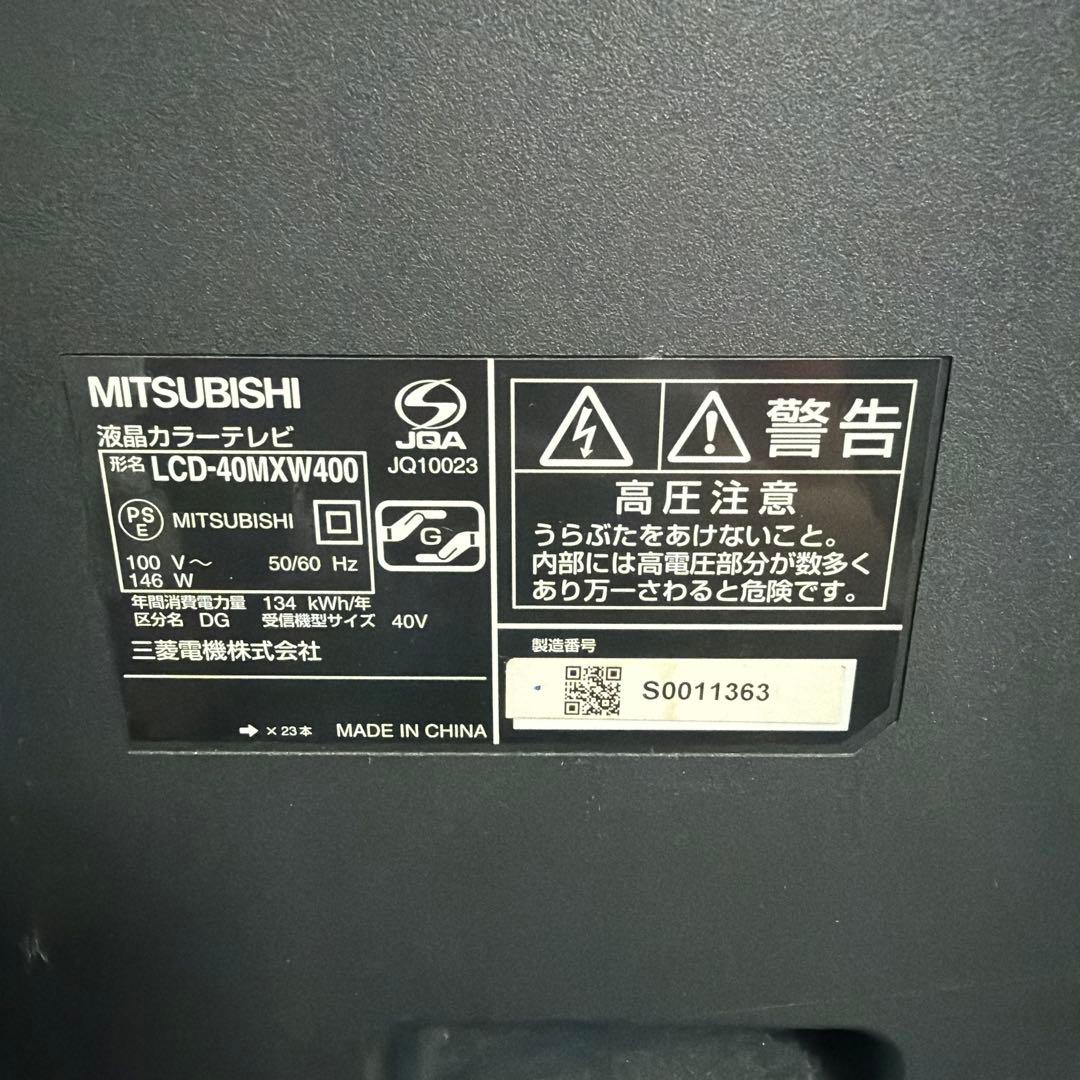 MITSUBISHI
液晶カラーテレビ
形名 LCD-40MXW400
PS
E
MITSUBISHI
100 V～ 50/60 Hz
146 W
年間消費電力量 134 kWh/年
区分名 DG 受信機型サイズ 40V
三菱電機株式会社
JQA
JQ10023
G
➡ × 23本 MADE IN CHINA
警告
高圧注意
うらぶたをあけないこと。
内部には高電圧部分が数多く
あり万一さわると危険です。
製造番号
S0011363